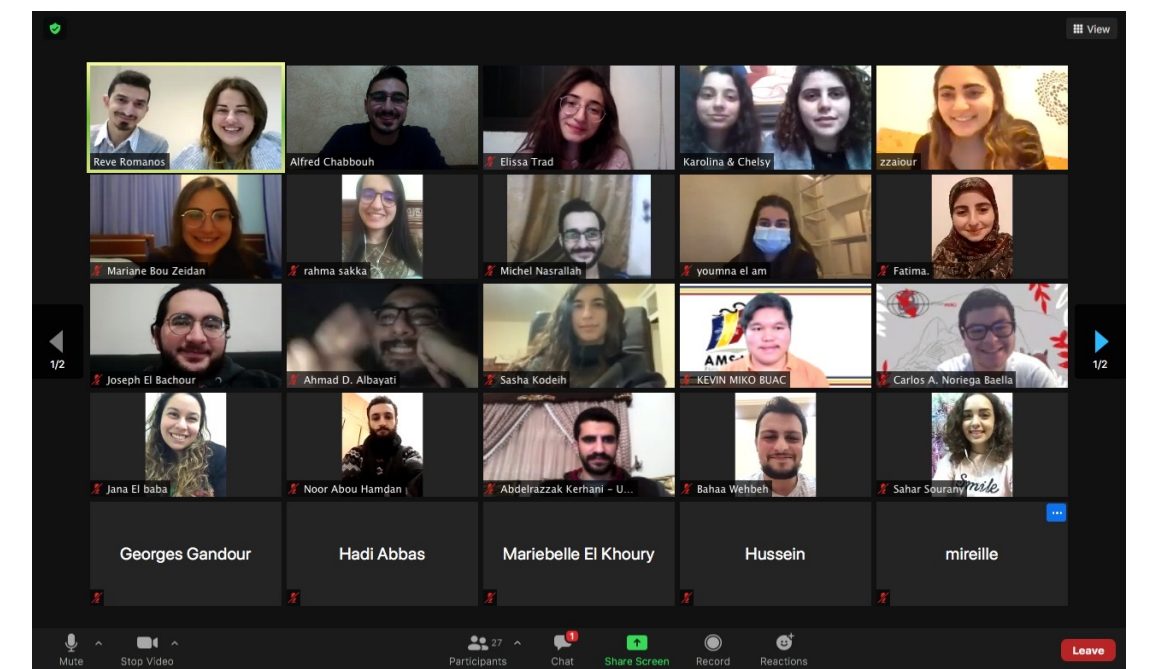 View
Reve Romanos
Alfred Chabbouh
Elissa Trad
Karolina & Chelsy
zzaiour
Mariane Bou Zeidan
rahma sakka
Michel Nasrallah
youmna el am
Fatima.
Joseph El Bachour
Ahmad D. Albayati
Sasha Kodeih
AMS
KEVIN MIKO BUAC
Carlos A. Noriega Baella
1/2
1/2
Jana El baba
Noor Abou Hamdan
Abdelrazzak Kerhani – U...
Bahaa Wehbeh
Sahar Sourany
Smile
Georges Gandour
Hadi Abbas
Mariebelle El Khoury
Hussein
mireille
Mute
Stop Video
27
Participants
1
Chat
Share Screen
Record
Reactions
Leave